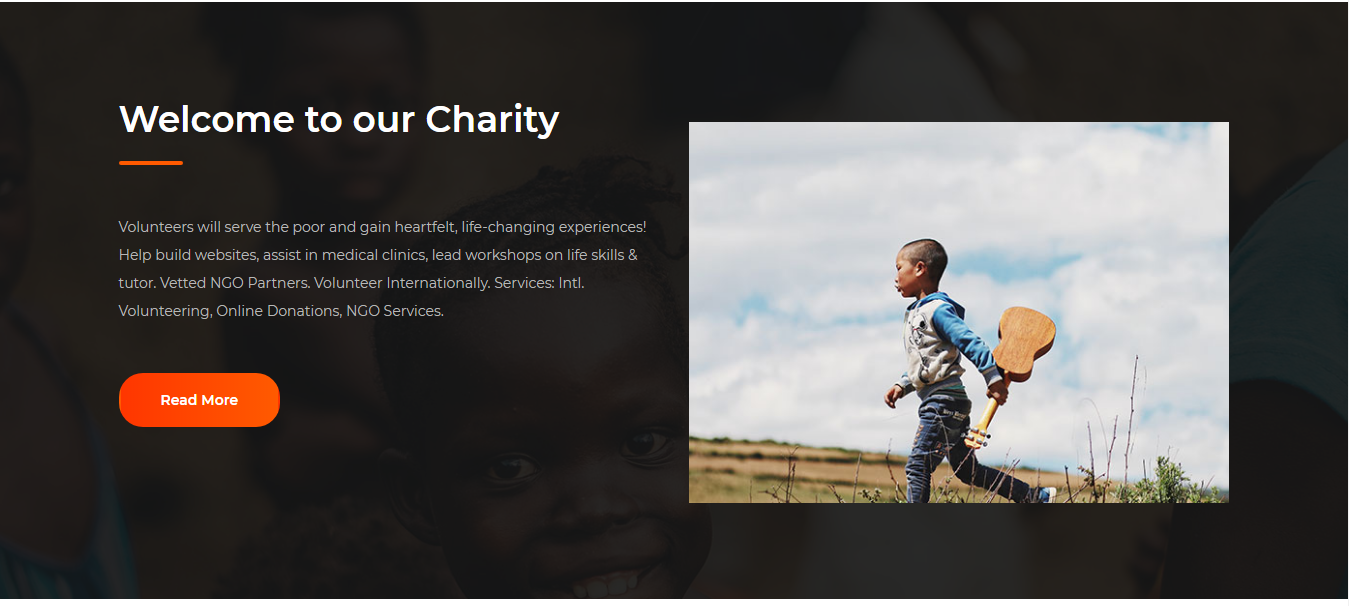 Welcome to our Charity
Volunteers will serve the poor and gain heartfelt, life-changing experiences!
Help build websites, assist in medical clinics, lead workshops on life skills &
tutor. Vetted NGO Partners. Volunteer Internationally. Services: Intl.
Volunteering, Online Donations, NGO Services.
Read More